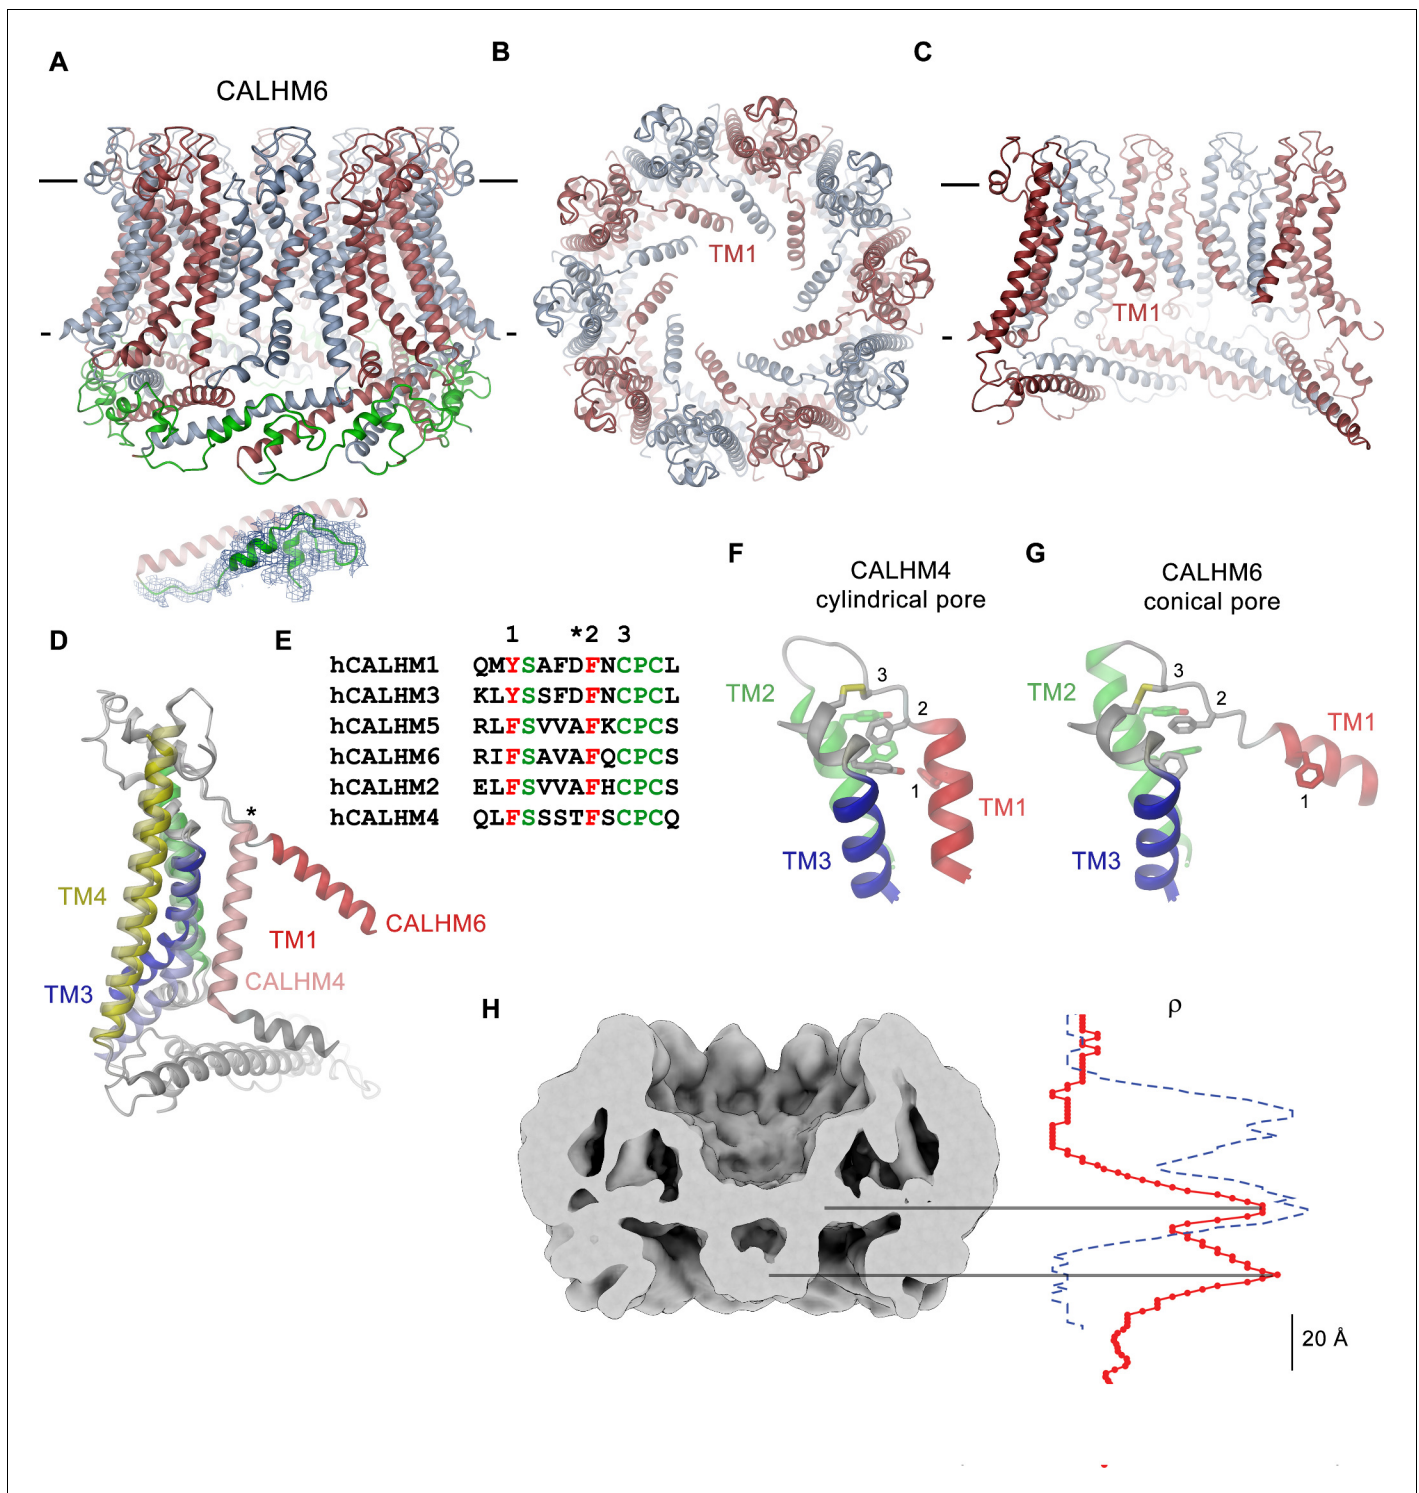 A
B
C
CALHM6
TM1
TM1
D
E
F
G
CALHM4
cylindrical pore
CALHM6
conical pore
1 *2 3
hCALHM1 QMYSAFDFNCPCL
hCALHM3 KLYSSFDFNCPCL
hCALHM5 RLFSVVAFKCPCS
hCALHM6 RIFSAVAFQCPCS
hCALHM2 ELFSVVAFHCPCS
hCALHM4 QLFSSSTFSCPCQ
*
TM4
TM3
TM1
CALHM6
CALHM4
TM2
3
2
1
TM1
TM3
TM2
3
2
TM1
1
TM3
H
ρ
20 Å